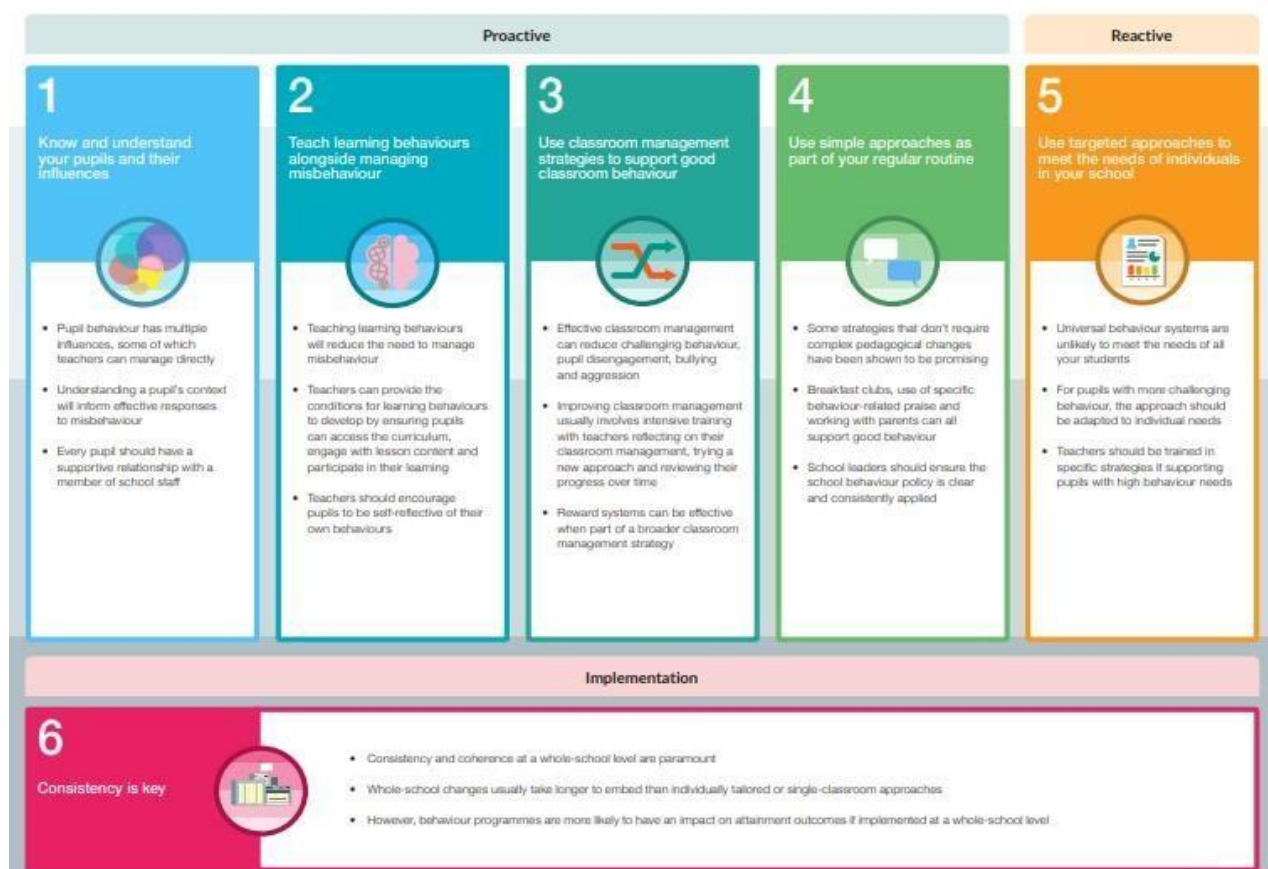 Proactive
Reactive
1
Know and understand
your pupils and their
influences
• Pupil behaviour has multiple
influences, some of which
teachers can manage directly
• Understanding a pupil's context
will inform effective responses
to misbehaviour
• Every pupil should have a
supportive relationship with a
member of school staff
2
Teach learning behaviours
alongside managing
misbehaviour
• Teaching learning behaviours
will reduce the need to manage
misbehaviour
• Teachers can provide the
conditions for learning behaviours
to develop by ensuring pupils
can access the curriculum,
engage with lesson content and
participate in their learning
• Teachers should encourage
pupils to be self-reflective of their
own behaviours
3
Use classroom management
strategies to support good
classroom behaviour
• Effective classroom management
can reduce challenging behaviour,
pupil disengagement, bullying
and aggression
• Improving classroom management
usually involves intensive training
with teachers reflecting on their
classroom management, trying a
new approach and reviewing their
progress over time
• Reward systems can be effective
when part of a broader classroom
management strategy
4
Use simple approaches as
part of your regular routine
• Some strategies that don't require
complex pedagogical changes
have been shown to be promising
• Breakfast clubs, use of specific
behaviour-related praise and
working with parents can all
support good behaviour
• School leaders should ensure the
school behaviour policy is clear
and consistently applied
5
Use targeted approaches to
meet the needs of individuals
in your school
• Universal behaviour systems are
unlikely to meet the needs of all
your students
• For pupils with more challenging
behaviour, the approach should
be adapted to individual needs
• Teachers should be trained in
specific strategies if supporting
pupils with high behaviour needs
Implementation
6
Consistency is key
• Consistency and coherence at a whole-school level are paramount
• Whole-school changes usually take longer to embed than individually tailored or single-classroom approaches
• However, behaviour programmes are more likely to have an impact on attainment outcomes if implemented at a whole-school level